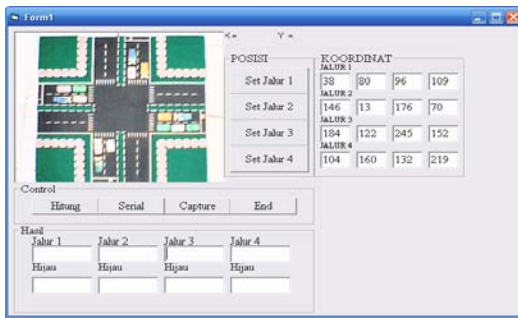 Form1
X = Y =
POSISI
Set Jalur 1
Set Jalur 2
Set Jalur 3
Set Jalur 4
KOORDINAT
JALUR 1
38 80 96 109
JALUR 2
146 13 176 70
JALUR 3
184 122 245 152
JALUR 4
104 160 132 219
Control
Hitung Serial Capture End
Hasil
Jalur 1 Jalur 2 Jalur 3 Jalur 4
Hijau Hijau Hijau Hijau